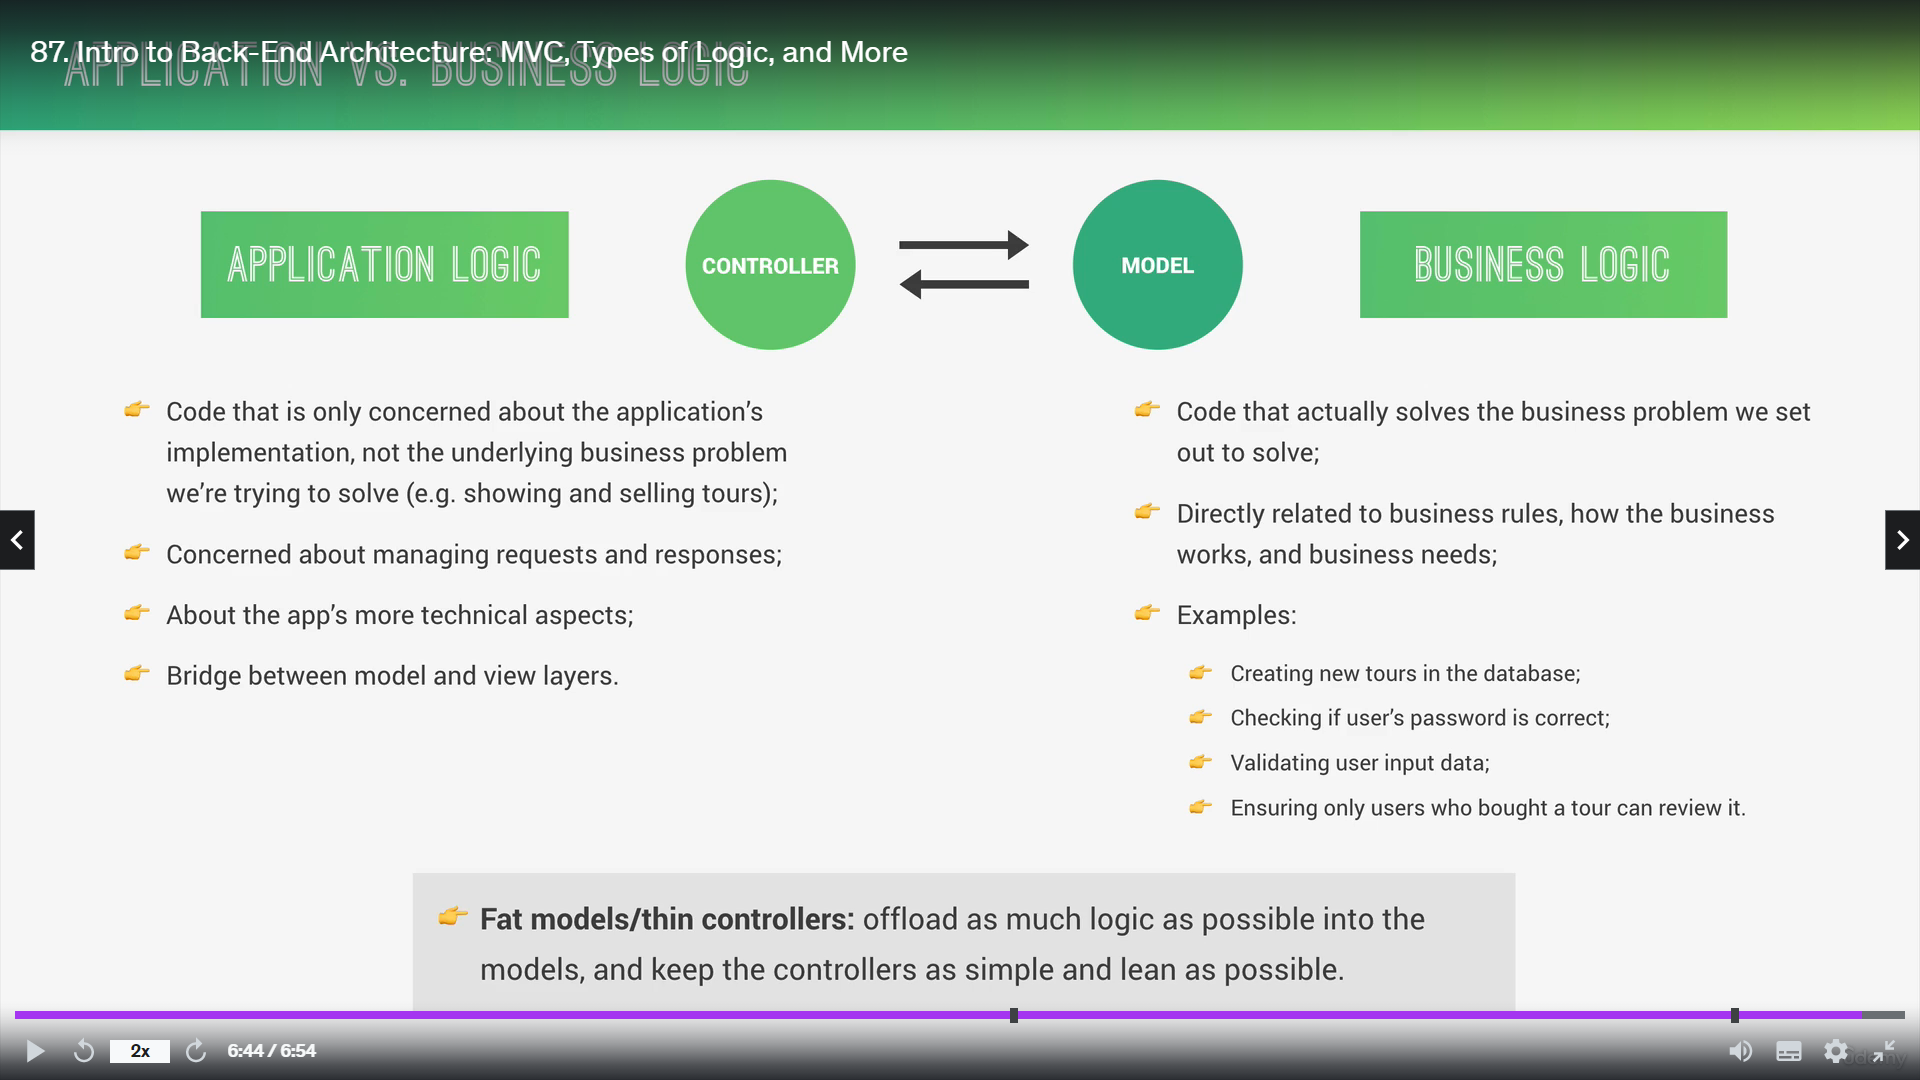 87. Intro to Back-End Architecture: MVC, Types of Logic, and More
APPLICATION VS. BUSINESS LOGIC
APPLICATION LOGIC
CONTROLLER
MODEL
BUSINESS LOGIC
Code that is only concerned about the application’s
implementation, not the underlying business problem
we’re trying to solve (e.g. showing and selling tours);
Concerned about managing requests and responses;
About the app’s more technical aspects;
Bridge between model and view layers.
Code that actually solves the business problem we set
out to solve;
Directly related to business rules, how the business
works, and business needs;
Examples:
Creating new tours in the database;
Checking if user’s password is correct;
Validating user input data;
Ensuring only users who bought a tour can review it.
Fat models/thin controllers: offload as much logic as possible into the
models, and keep the controllers as simple and lean as possible.
2x
6:44 / 6:54
Udemy